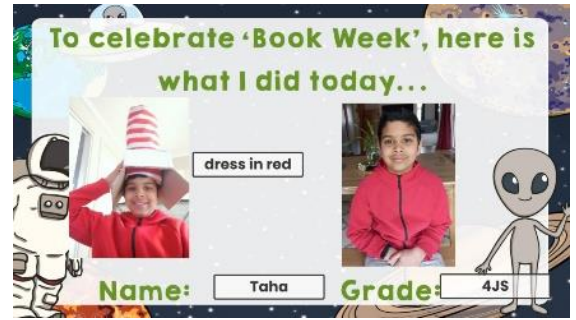 To celebrate ‘Book Week’, here is
what I did today...
dress in red
Name: Taha Grade: 4JS